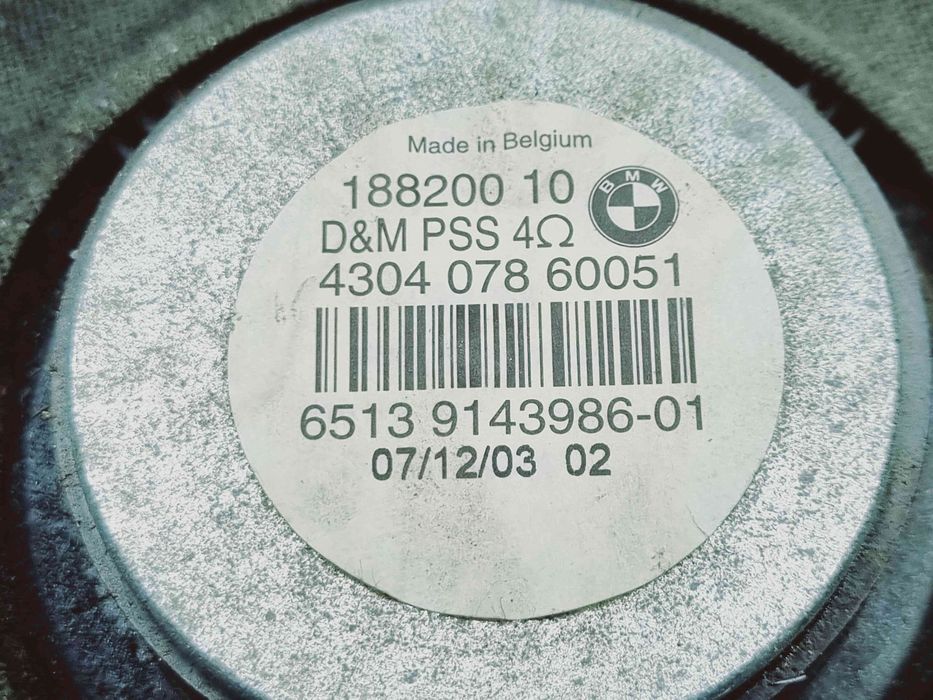 Made in Belgium
188200 10
BMW
D&M PSS 4Ω
4304 078 60051
6513 9143986-01
07/12/03 02